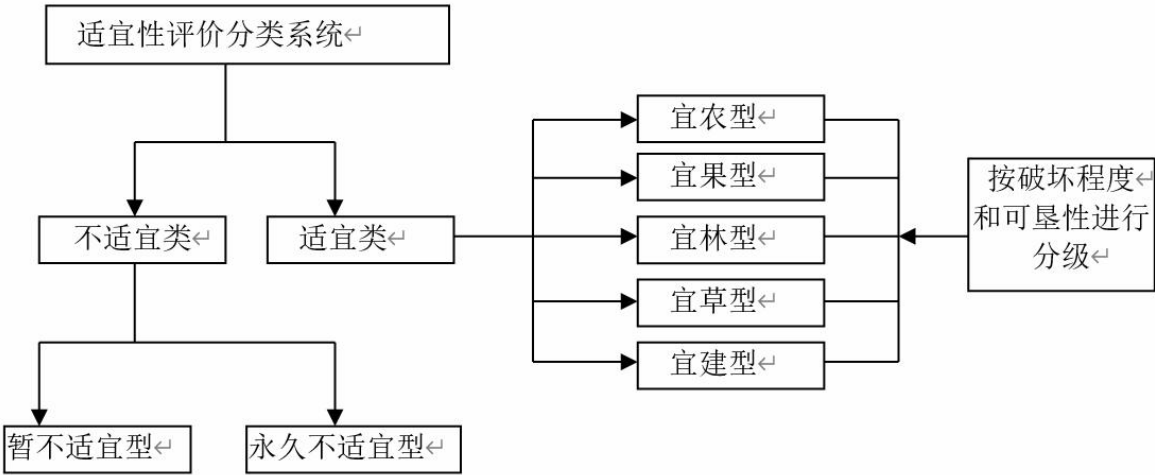 适宜性评价分类系统↵
宜农型↵
宜果型↵
按破坏程度↵
和可垦性进行
分级↵
不适宜类↵
适宜类↵
宜林型↵
宜草型↵
宜建型↵
暂不适宜型↵
永久不适宜型↵